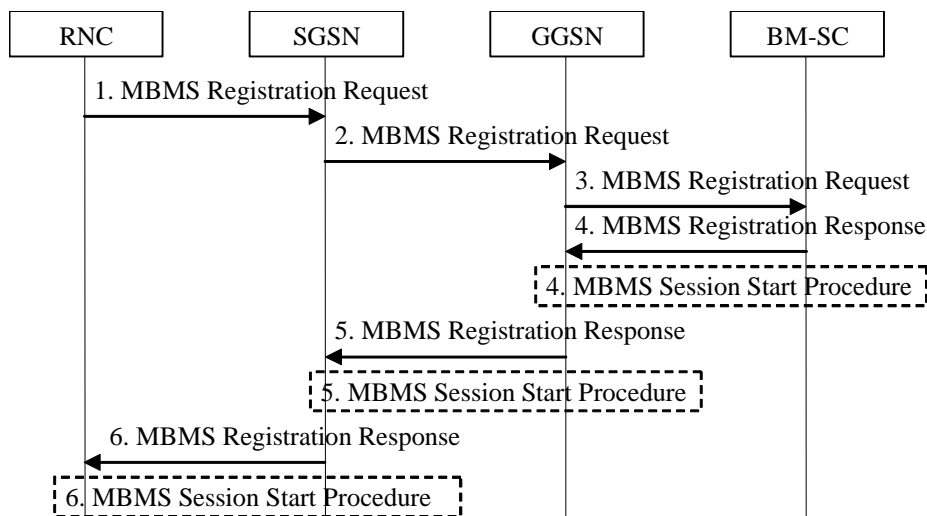 RNC
SGSN
GGSN
BM-SC
1. MBMS Registration Request
2. MBMS Registration Request
3. MBMS Registration Request
4. MBMS Registration Response
4. MBMS Session Start Procedure
5. MBMS Registration Response
5. MBMS Session Start Procedure
6. MBMS Registration Response
6. MBMS Session Start Procedure